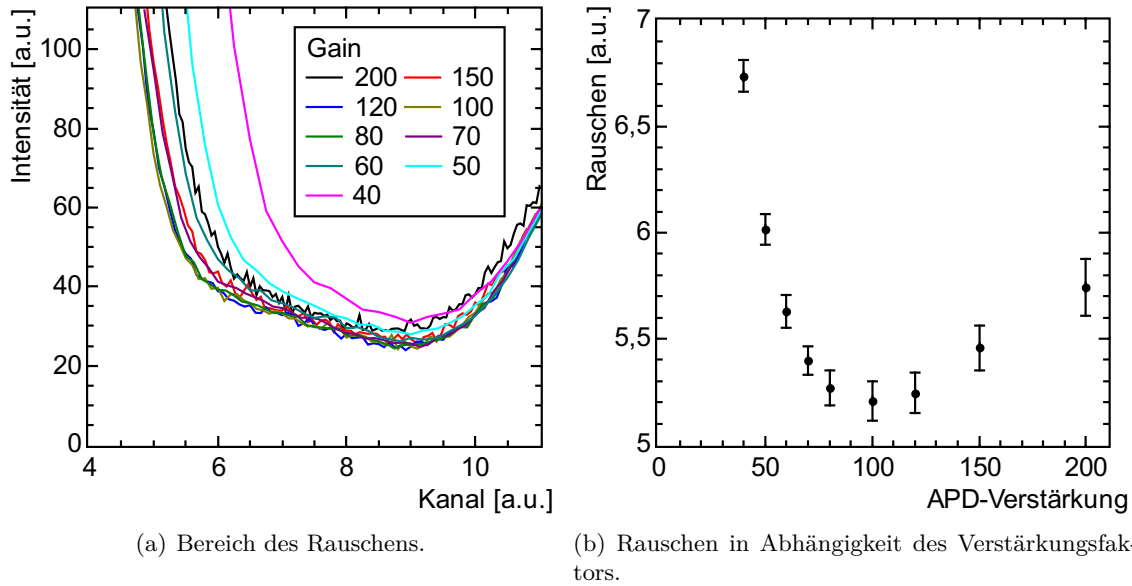 Intensität [a.u.]
100
80
60
40
20
0
Gain
200 150
120 100
80 70
60 50
40
4 6 8 10
Kanal [a.u.]
Rauschen [a.u.]
7
6,5
6
5,5
5
0 50 100 150 200
APD-Verstärkung
(a) Bereich des Rauschens.
(b) Rauschen in Abhängigkeit des Verstärkungsfak-
tors.